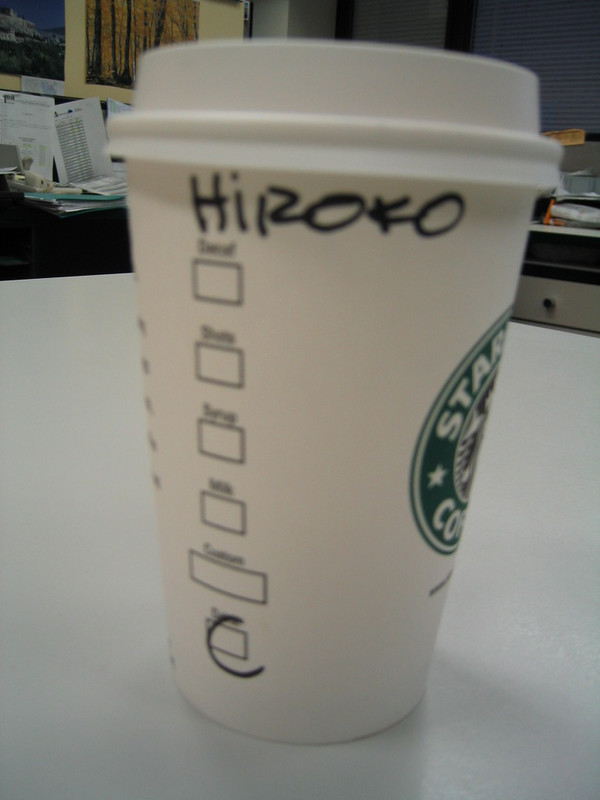 HIROKO
Decaf
Shots
Syrup
Milk
Custom
C
STAR
CO